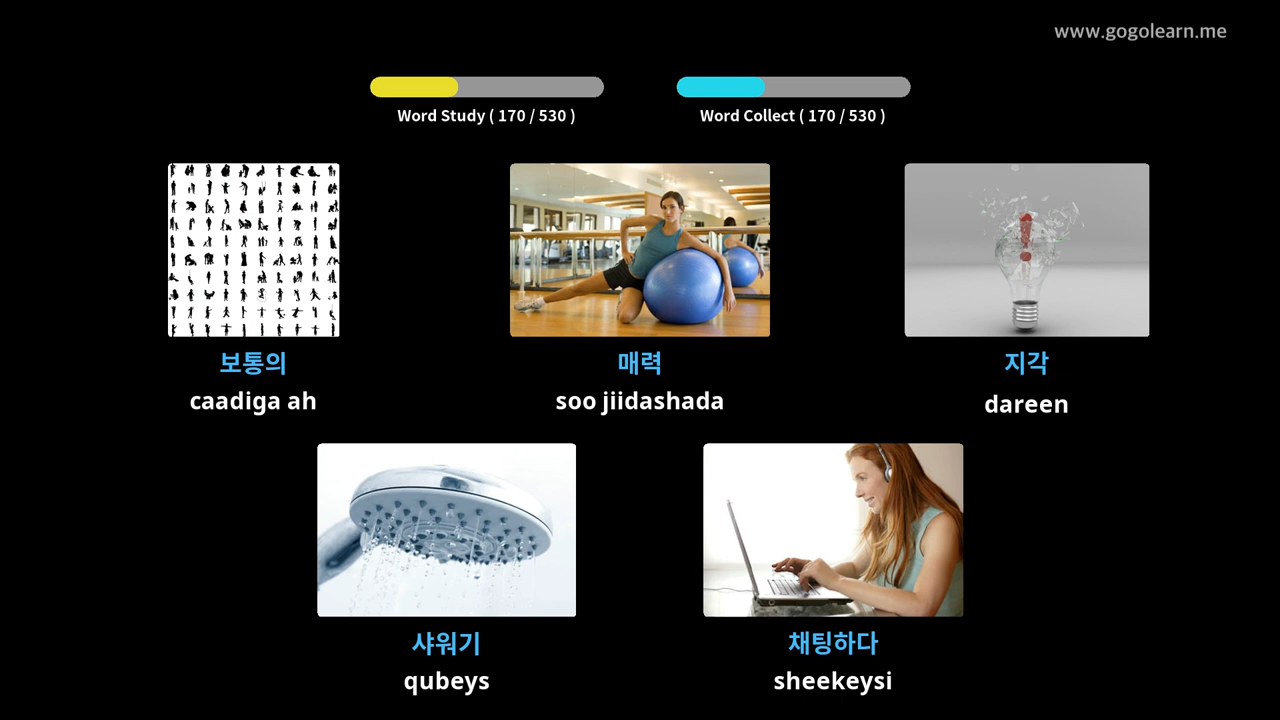 www.gogolearn.me
Word Study ( 170 / 530 )
Word Collect ( 170 / 530 )
보통의
caadiga ah
매력
soo jiidashada
지각
dareen
샤워기
qubeys
채팅하다
sheekeysi